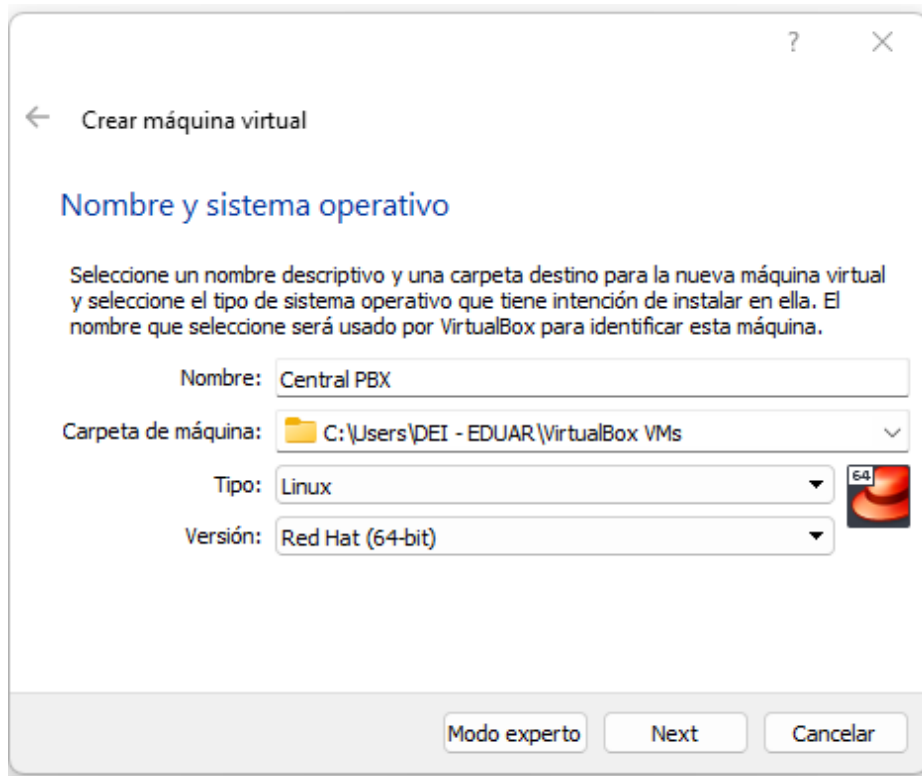 ?
Crear máquina virtual
Nombre y sistema operativo
Seleccione un nombre descriptivo y una carpeta destino para la nueva máquina virtual
y seleccione el tipo de sistema operativo que tiene intención de instalar en ella. El
nombre que seleccione será usado por VirtualBox para identificar esta máquina.
Nombre: Central PBX
Carpeta de máquina: C:\Users\DEI - EDUAR\VirtualBox VMs
Tipo: Linux
64
Versión: Red Hat (64-bit)
Modo experto Next Cancelar